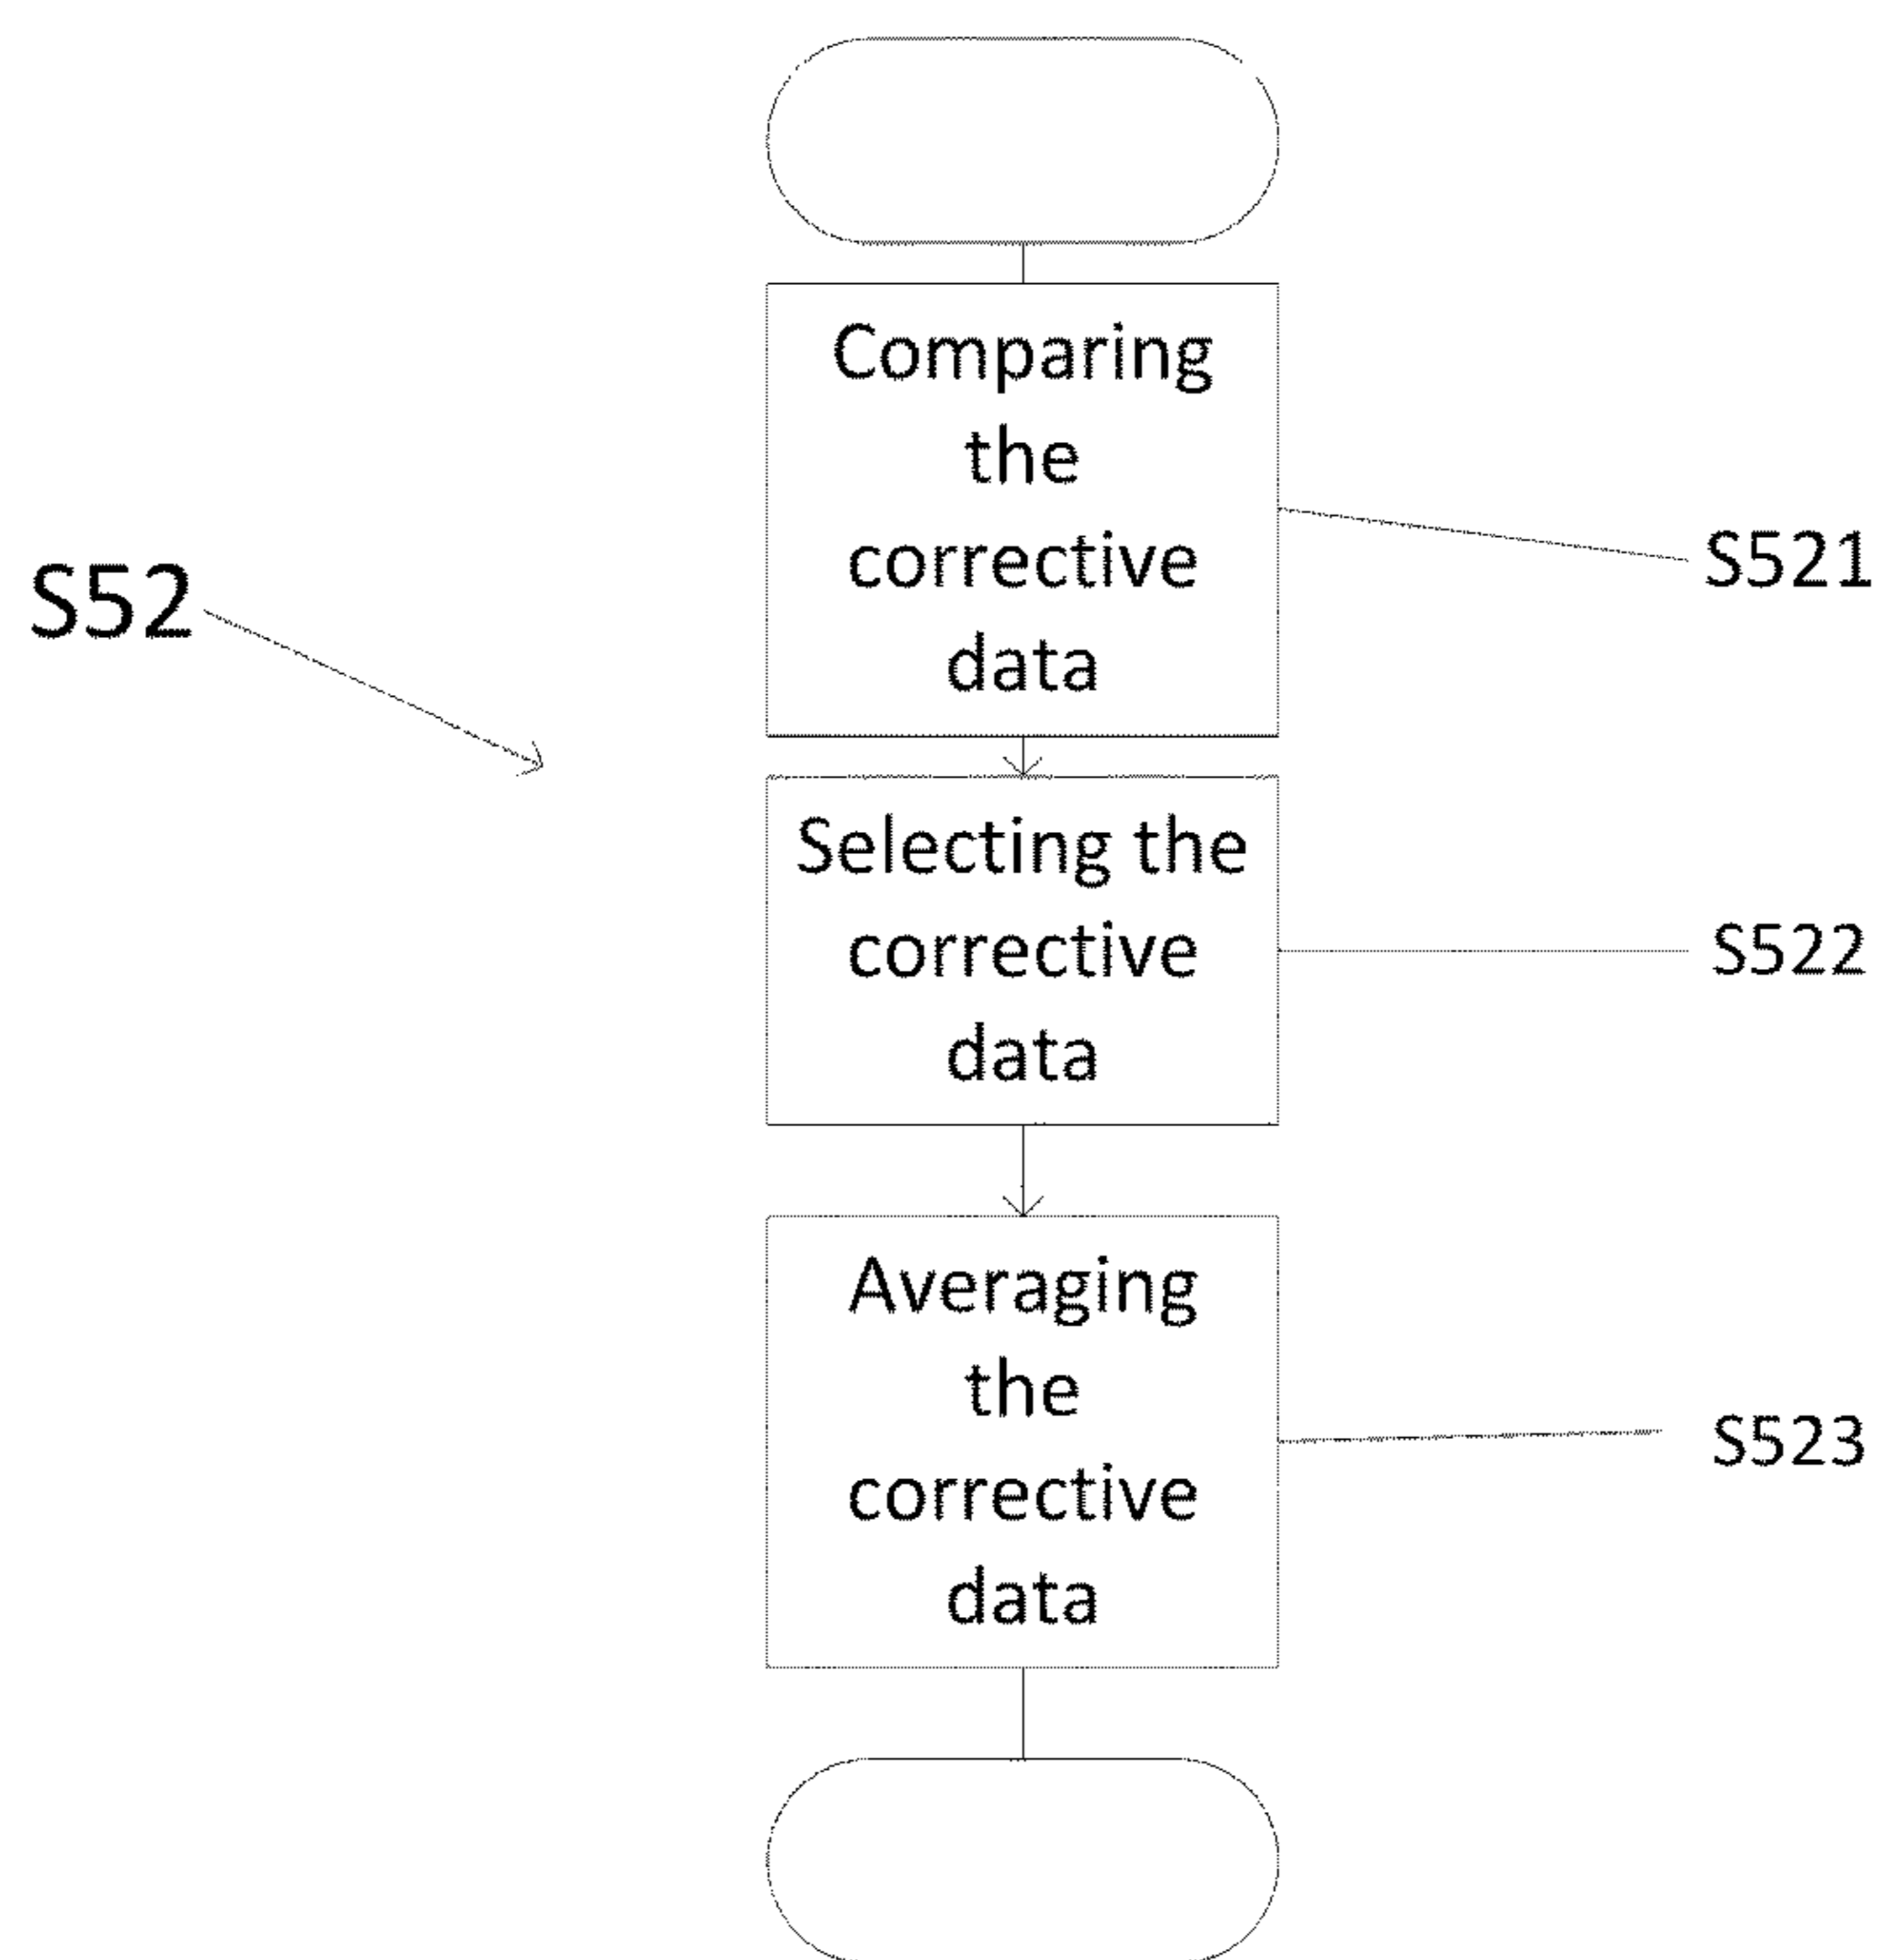 Comparing
the
corrective
data
S521
S52
Selecting the
corrective
data
S522
Averaging
the
corrective
data
S523